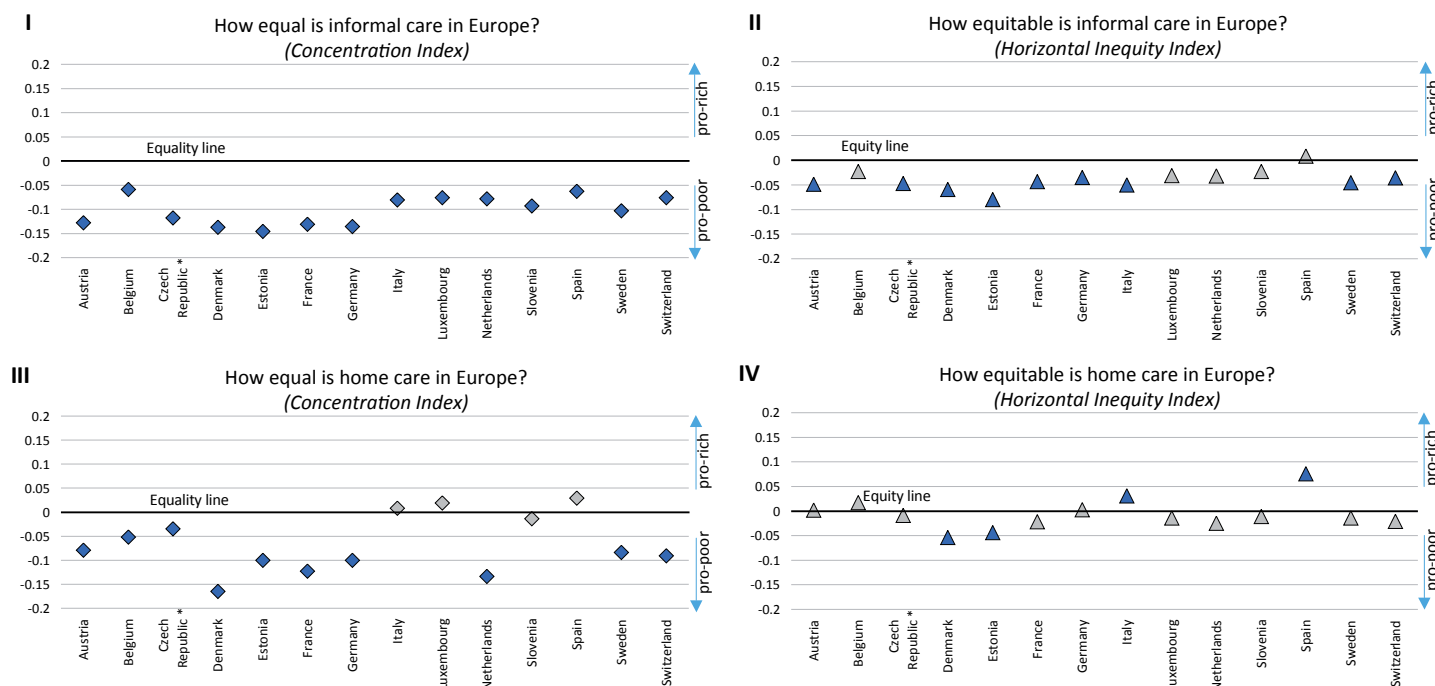 I
How equal is informal care in Europe?
(Concentration Index)
0.2
0.15
0.1
0.05
0
-0.05
-0.1
-0.15
-0.2
Equality line
pro-rich
pro-poor
Austria
Belgium
Czech
Republic *
Denmark
Estonia
France
Germany
Italy
Luxembourg
Netherlands
Slovenia
Spain
Sweden
Switzerland
II
How equitable is informal care in Europe?
(Horizontal Inequity Index)
0.2
0.15
0.1
0.05
0
-0.05
-0.1
-0.15
-0.2
Equity line
pro-rich
pro-poor
Austria
Belgium
Czech
Republic *
Denmark
Estonia
France
Germany
Italy
Luxembourg
Netherlands
Slovenia
Spain
Sweden
Switzerland
III
How equal is home care in Europe?
(Concentration Index)
0.2
0.15
0.1
0.05
0
-0.05
-0.1
-0.15
-0.2
Equality line
pro-rich
pro-poor
Austria
Belgium
Czech
Republic *
Denmark
Estonia
France
Germany
Italy
Luxembourg
Netherlands
Slovenia
Spain
Sweden
Switzerland
IV
How equitable is home care in Europe?
(Horizontal Inequity Index)
0.2
0.15
0.1
0.05
0
-0.05
-0.1
-0.15
-0.2
Equity line
pro-rich
pro-poor
Austria
Belgium
Czech
Republic *
Denmark
Estonia
France
Germany
Italy
Luxembourg
Netherlands
Slovenia
Spain
Sweden
Switzerland